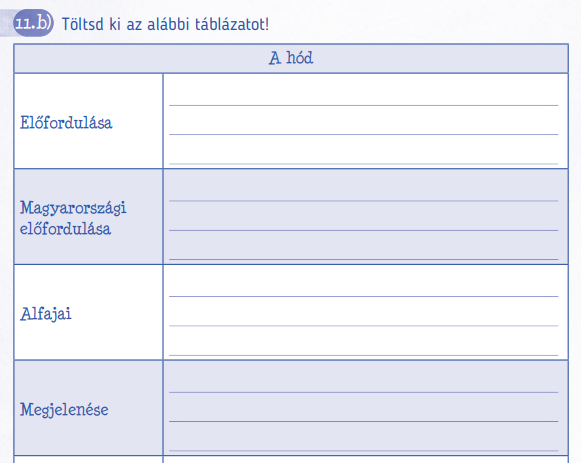 11.b) Töltsd ki az alábbi táblázatot!
A hód
Előfordulása
Magyarországi
előfordulása
Alfajai
Megjelenése